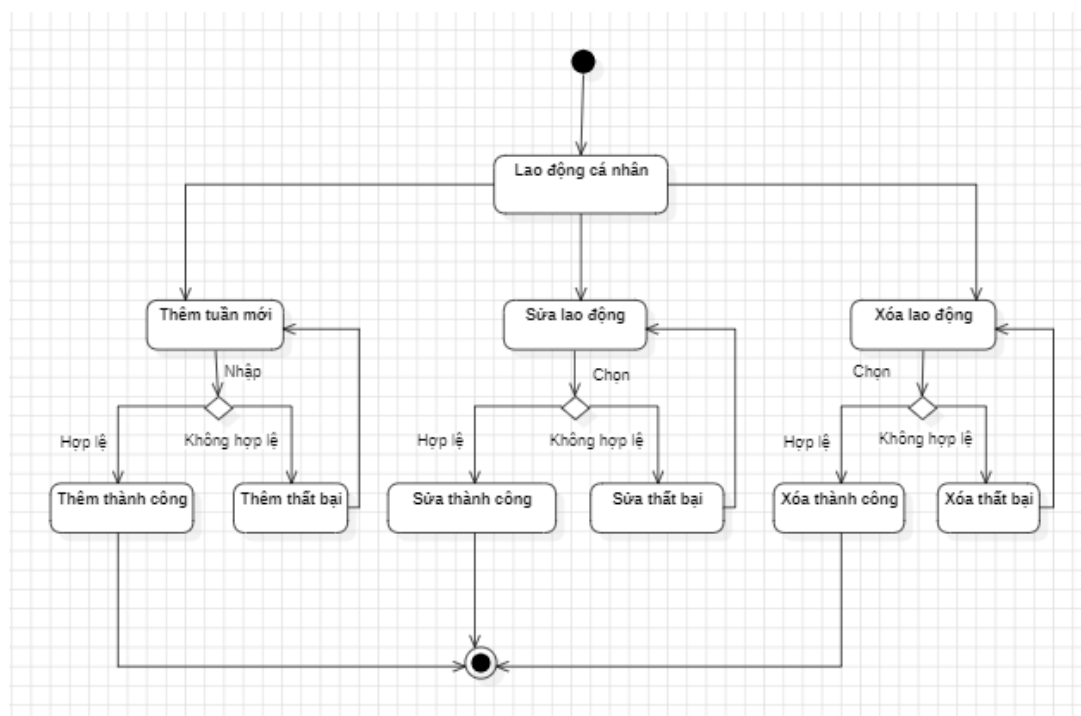 Lao động cá nhân
Thêm tuần mới
Sửa lao động
Xóa lao động
Nhập
Chọn
Chọn
Hợp lệ
Không hợp lệ
Hợp lệ
Không hợp lệ
Hợp lệ
Không hợp lệ
Thêm thành công
Thêm thất bại
Sửa thành công
Sửa thất bại
Xóa thành công
Xóa thất bại